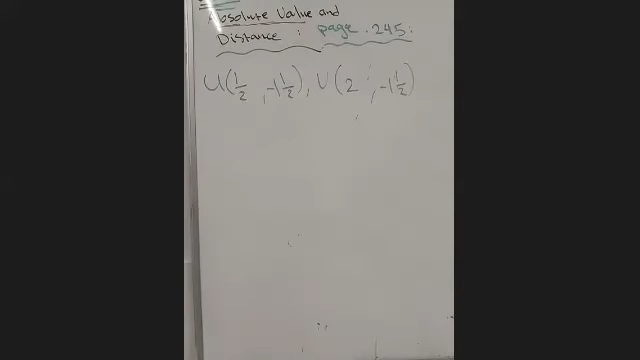 Absolute Value and
Distance : page . 245 .
U(1/2 , -1 1/2), V(2 , -1 1/2)